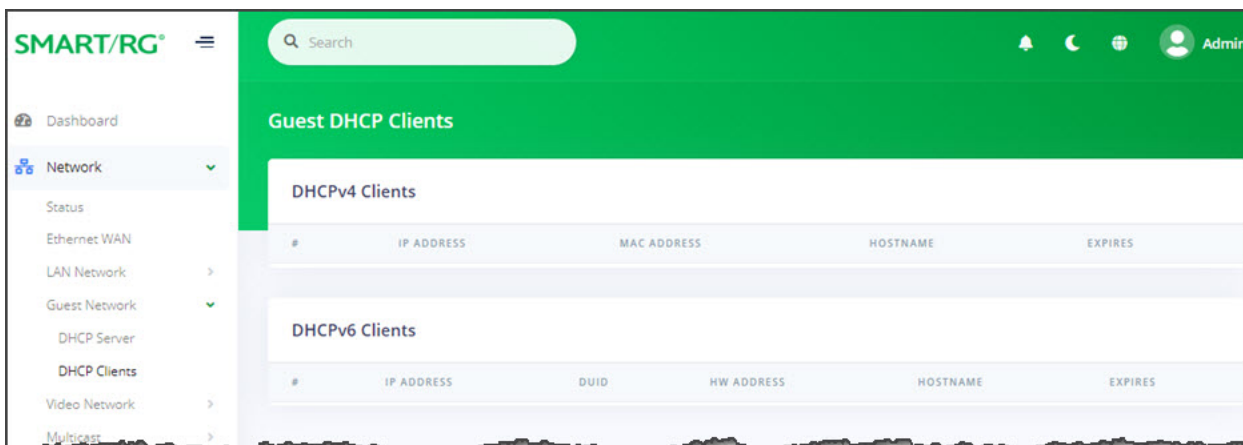 SMART/RG®
Search
Admin
Dashboard
Guest DHCP Clients
Network
Status
Ethernet WAN
LAN Network
Guest Network
DHCP Server
DHCP Clients
Video Network
Multicast
DHCPv4 Clients
# IP ADDRESS MAC ADDRESS HOSTNAME EXPIRES
DHCPv6 Clients
# IP ADDRESS DUID HW ADDRESS HOSTNAME EXPIRES